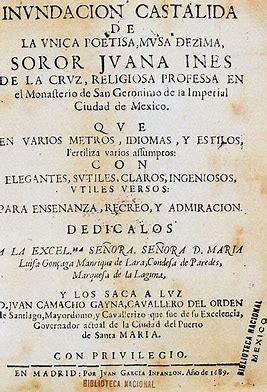 INVNDACION CASTALIDA
DE
LA VNICA POETISA, MVSA DEZIMA,
SOROR JVANA INES
DE LA CRVZ, RELIGIOSA PROFESSA EN
el Monasterio de San Geronimo de la Imperial
Ciudad de Mexico.
QVE
EN VARIOS METROS, IDIOMAS, Y ESTILOS,
Fertiliza varios assumptos:
CON
ELEGANTES, SVTILES, CLAROS, INGENIOSOS,
VTILES VERSOS:
PARA ENSEÑANZA, RECREO, Y ADMIRACION.
DEDICALOS
A LA EXCEL.MA SEÑORA. SEÑORA D. MARIA
Luisa Gonçaga Manrique de Lara, Condesa de Paredes,
Marquesa de la Laguna,
Y LOS SACA A LVZ
D. JVAN CAMACHO GAYNA, CAVALLERO DEL ORDEN
de Santiago, Mayordomo, y Cavallerizo que fue de su Excelencia,
Governador actual de la Ciudad del Puerto
de Santa MARIA.
CON PRIVILEGIO.
EN MADRID: POR JUAN GARCIA INFANZON. Año de 1689.
BIBLIOTECA NACIONAL
BIBLIOTECA NACIONAL
MEXICO